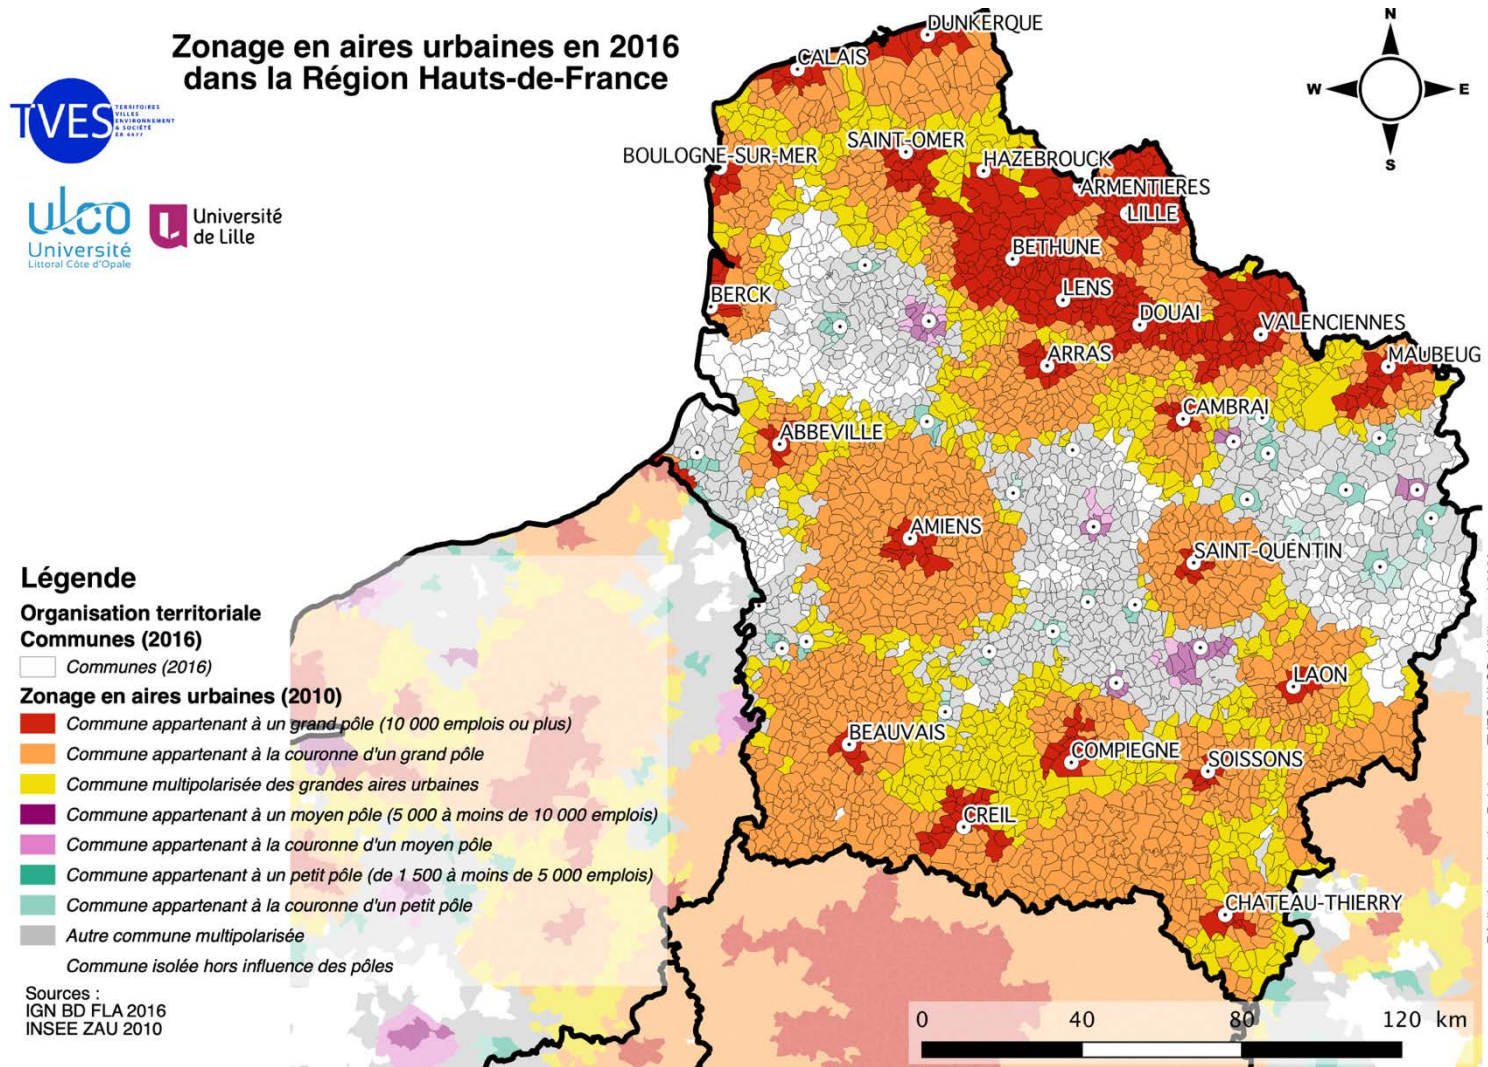 Zonage en aires urbaines en 2016
dans la Région Hauts-de-France
TVES
TERRITOIRES
VILLES
ENVIRONNEMENT
& SOCIÉTÉ
EA 4477
ulco
Université
Littoral Côte d'Opale
Université
de Lille
N
W
E
S
DUNKERQUE
CALAIS
SAINT-OMER
BOULOGNE-SUR-MER
HAZEBROUCK
ARMENTIERES
LILLE
BETHUNE
BERCK
LENS
DOUAI
VALENCIENNES
ARRAS
MAUBEUG
CAMBRAI
ABBEVILLE
AMIENS
SAINT-QUENTIN
LAON
BEAUVAIS
COMPIEGNE
SOISSONS
CREIL
CHATEAU-THIERRY
Légende
Organisation territoriale
Communes (2016)
Communes (2016)
Zonage en aires urbaines (2010)
Commune appartenant à un grand pôle (10 000 emplois ou plus)
Commune appartenant à la couronne d'un grand pôle
Commune multipolarisée des grandes aires urbaines
Commune appartenant à un moyen pôle (5 000 à moins de 10 000 emplois)
Commune appartenant à la couronne d'un moyen pôle
Commune appartenant à un petit pôle (de 1 500 à moins de 5 000 emplois)
Commune appartenant à la couronne d'un petit pôle
Autre commune multipolarisée
Commune isolée hors influence des pôles
Sources :
IGN BD FLA 2016
INSEE ZAU 2010
0 40 80 120 km